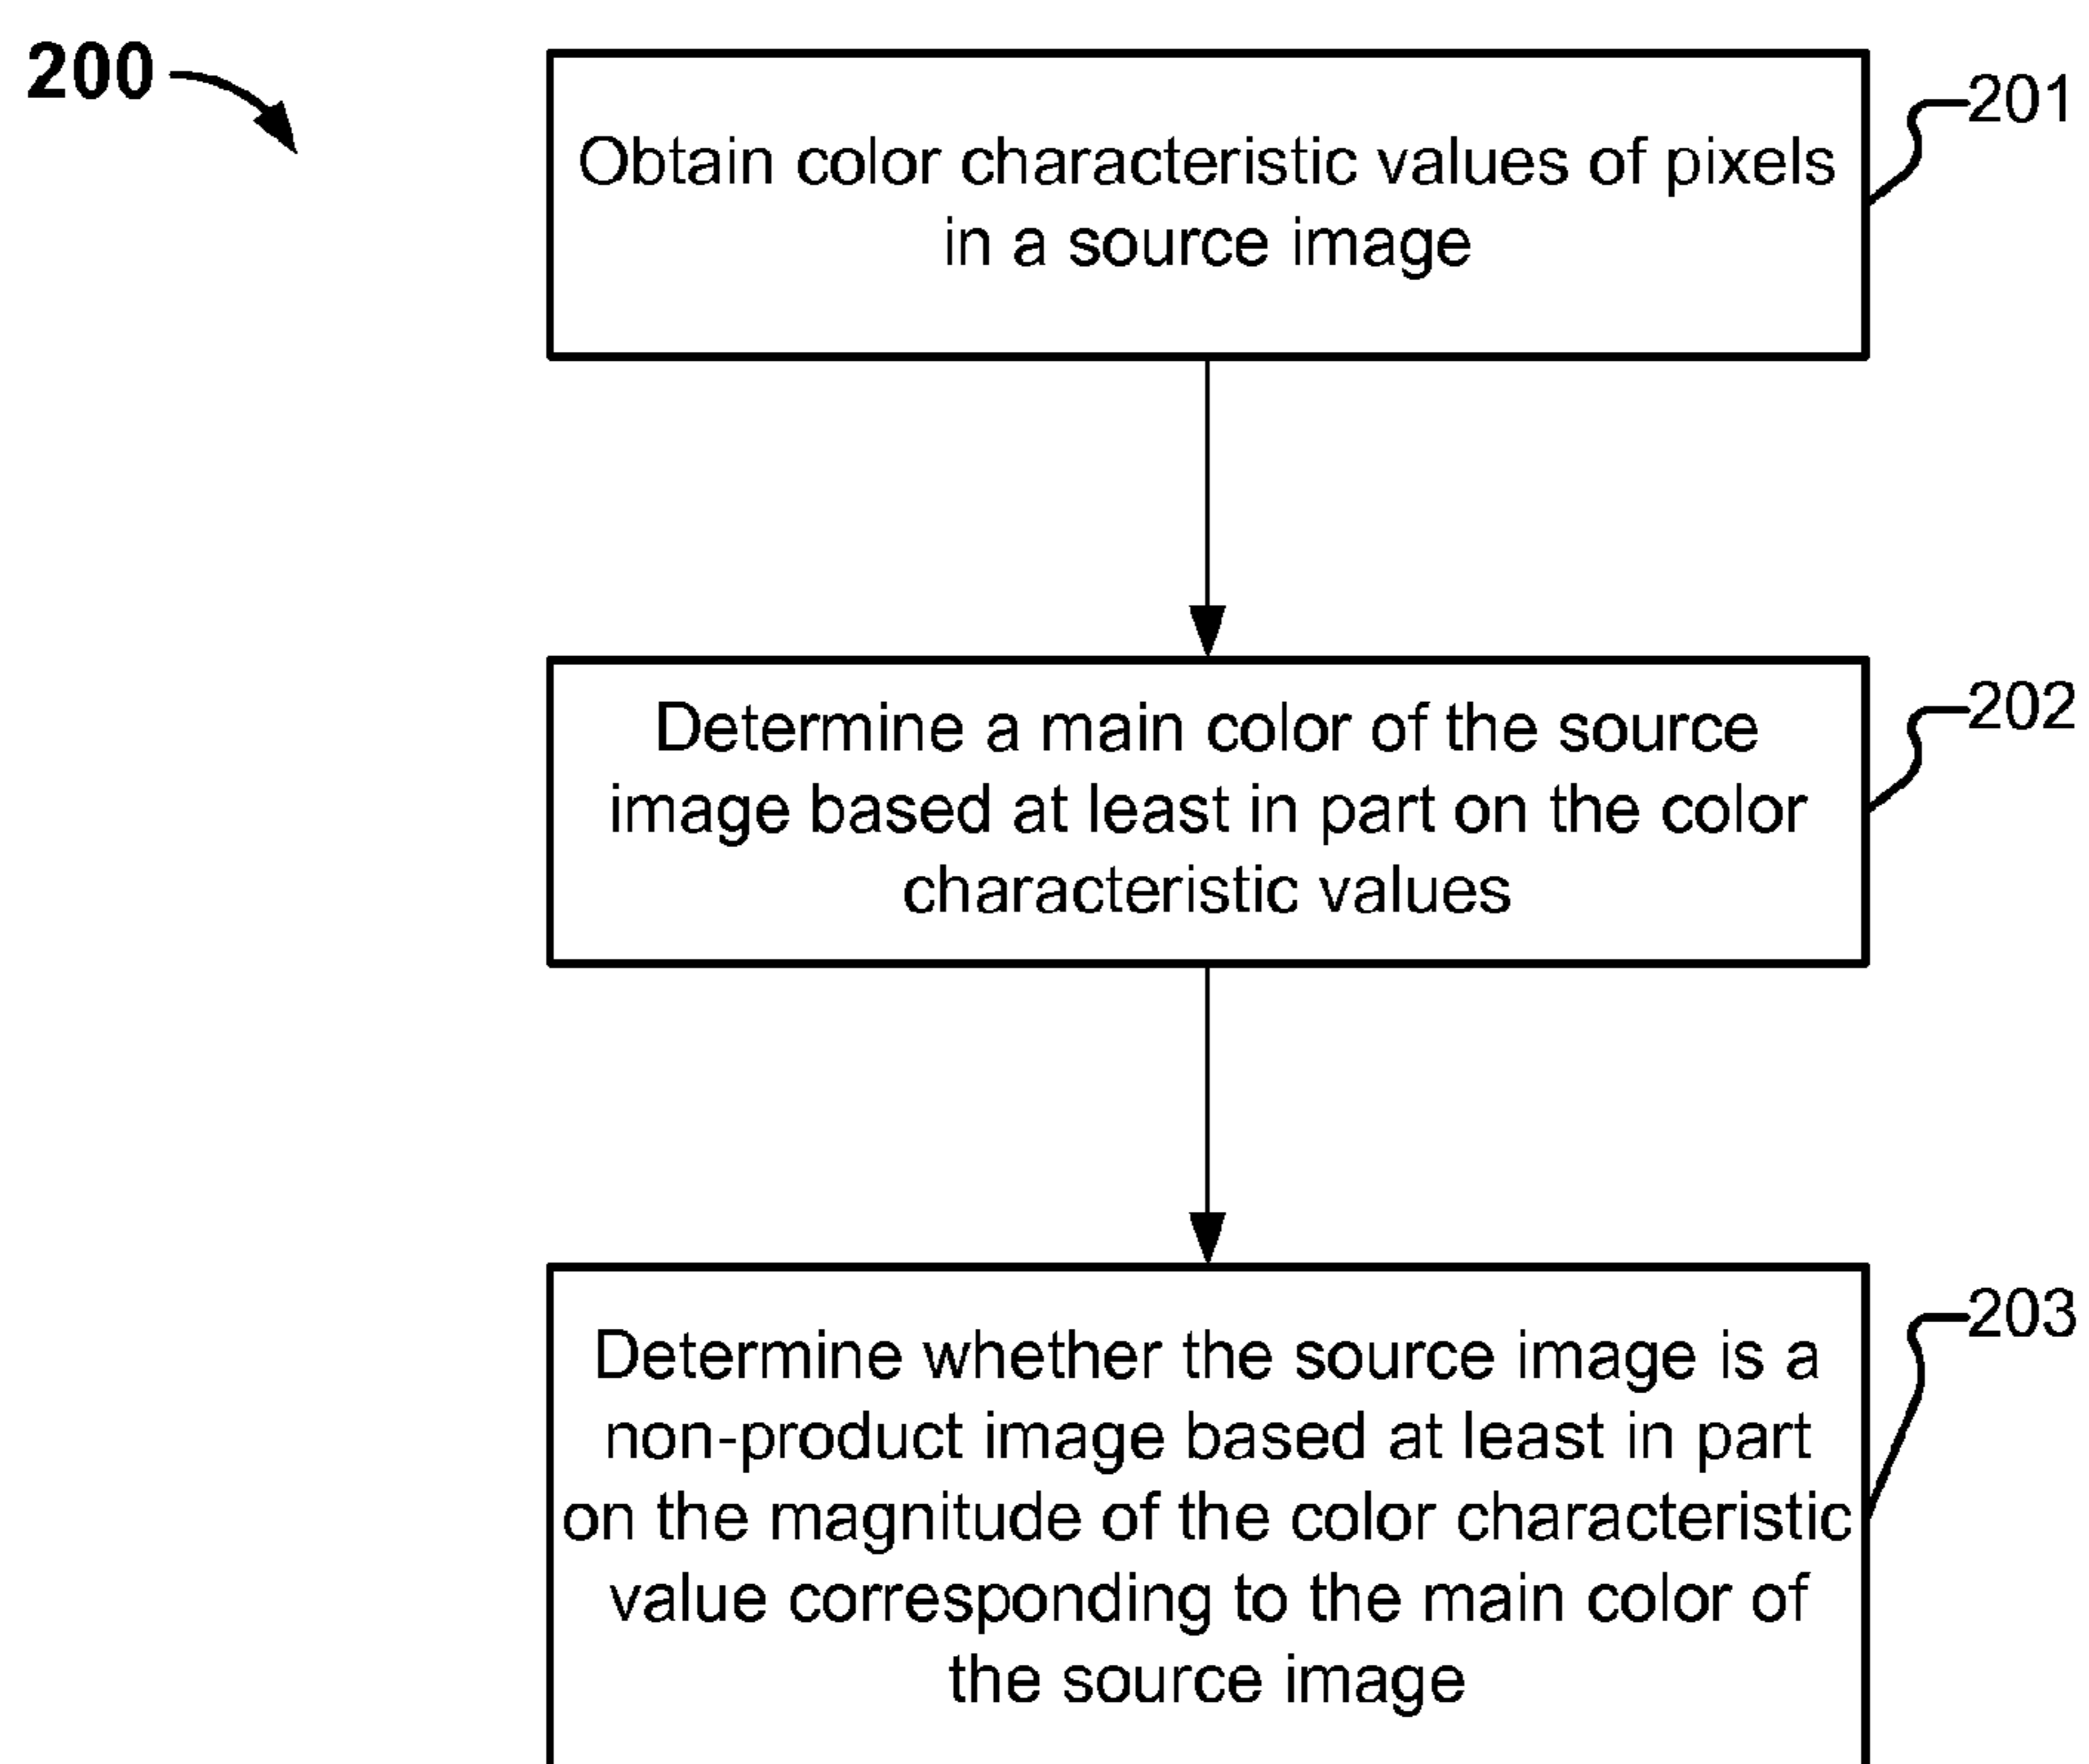 200
201
Obtain color characteristic values of pixels
in a source image
202
Determine a main color of the source
image based at least in part on the color
characteristic values
203
Determine whether the source image is a
non-product image based at least in part
on the magnitude of the color characteristic
value corresponding to the main color of
the source image